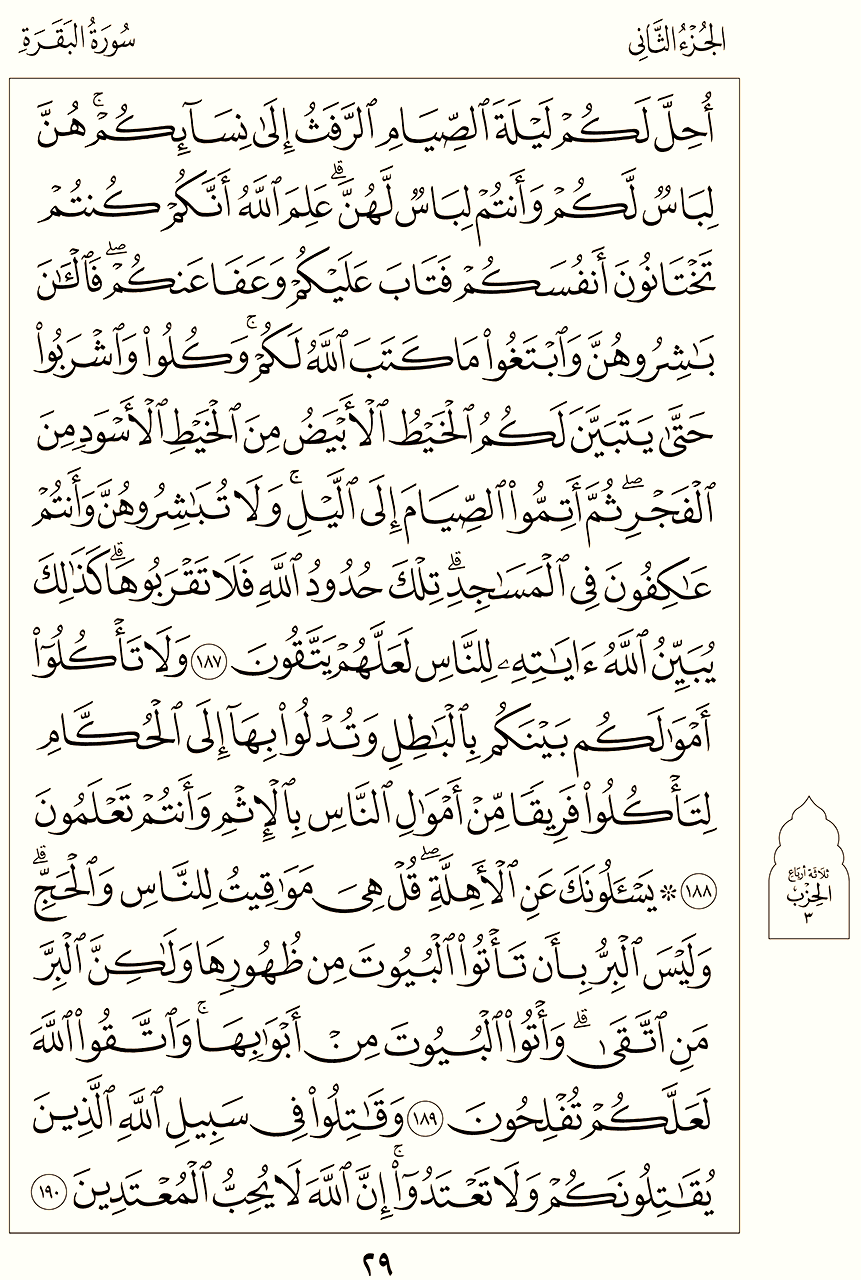 الجُزْءُ الثَّانِي
سُورَةُ البَقَرَةِ
أُحِلَّ لَكُمْ لَيْلَةَ ٱلصِّيَامِ ٱلرَّفَثُ إِلَىٰ نِسَآئِكُمْۚ هُنَّ
لِبَاسٌ لَّكُمْ وَأَنتُمْ لِبَاسٌ لَّهُنَّۗ عَلِمَ ٱللَّهُ أَنَّكُمْ كُنتُمْ
تَخْتَانُونَ أَنفُسَكُمْ فَتَابَ عَلَيْكُمْ وَعَفَا عَنكُمْۖ فَٱلْـَٰٔنَ
بَـٰشِرُوهُنَّ وَٱبْتَغُوا۟ مَا كَتَبَ ٱللَّهُ لَكُمْۚ وَكُلُوا۟ وَٱشْرَبُوا۟
حَتَّىٰ يَتَبَيَّنَ لَكُمُ ٱلْخَيْطُ ٱلْأَبْيَضُ مِنَ ٱلْخَيْطِ ٱلْأَسْوَدِ مِنَ
ٱلْفَجْرِۖ ثُمَّ أَتِمُّوا۟ ٱلصِّيَامَ إِلَى ٱلَّيْلِۚ وَلَا تُبَـٰشِرُوهُنَّ وَأَنتُمْ
عَـٰكِفُونَ فِى ٱلْمَسَـٰجِدِۗ تِلْكَ حُدُودُ ٱللَّهِ فَلَا تَقْرَبُوهَاۗ كَذَٰلِكَ
يُبَيِّنُ ٱللَّهُ ءَايَـٰتِهِۦ لِلنَّاسِ لَعَلَّهُمْ يَتَّقُونَ ١٨٧ وَلَا تَأْكُلُوٓا۟
أَمْوَٰلَكُم بَيْنَكُم بِٱلْبَـٰطِلِ وَتُدْلُوا۟ بِهَآ إِلَى ٱلْحُكَّامِ
لِتَأْكُلُوا۟ فَرِيقًا مِّنْ أَمْوَٰلِ ٱلنَّاسِ بِٱلْإِثْمِ وَأَنتُمْ تَعْلَمُونَ
١٨٨ * يَسْـَٔلُونَكَ عَنِ ٱلْأَهِلَّةِۖ قُلْ هِىَ مَوَٰقِيتُ لِلنَّاسِ وَٱلْحَجِّۗ
وَلَيْسَ ٱلْبِرُّ بِأَن تَأْتُوا۟ ٱلْبُيُوتَ مِن ظُهُورِهَا وَلَـٰكِنَّ ٱلْبِرَّ
مَنِ ٱتَّقَىٰۗ وَأْتُوا۟ ٱلْبُيُوتَ مِنْ أَبْوَٰبِهَاۚ وَٱتَّقُوا۟ ٱللَّهَ
لَعَلَّكُمْ تُفْلِحُونَ ١٨٩ وَقَـٰتِلُوا۟ فِى سَبِيلِ ٱللَّهِ ٱلَّذِينَ
يُقَـٰتِلُونَكُمْ وَلَا تَعْتَدُوٓا۟ۚ إِنَّ ٱللَّهَ لَا يُحِبُّ ٱلْمُعْتَدِينَ ١٩٠
ثلاثة أرباع
الحِزْب
٣
٢٩